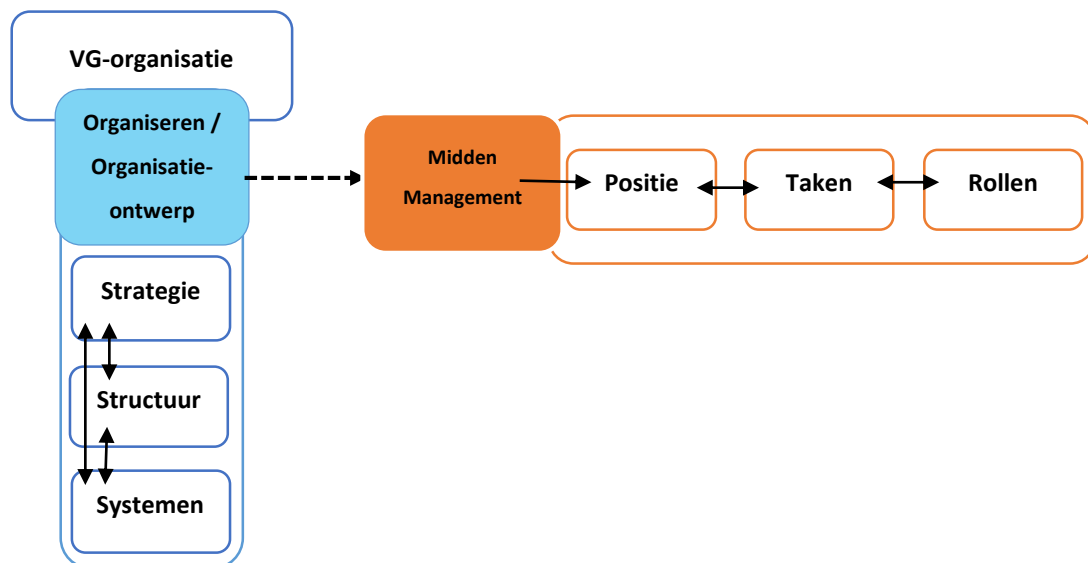 VG-organisatie
Organiseren /
Organisatie-
ontwerp
Midden
Management
Positie
Taken
Rollen
Strategie
Structuur
Systemen